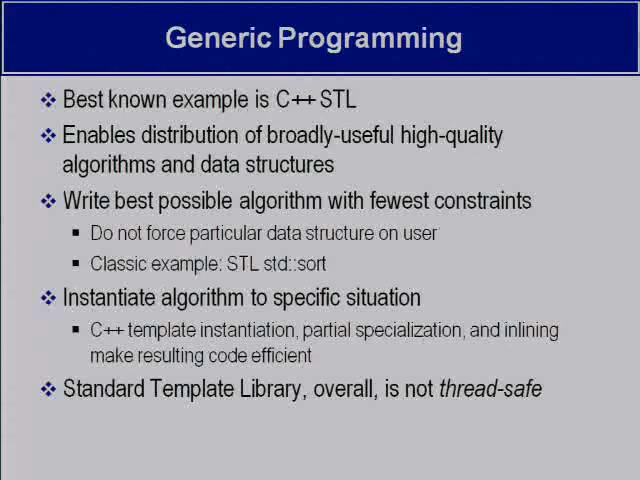 Generic Programming
❖ Best known example is C++ STL
❖ Enables distribution of broadly-useful high-quality
algorithms and data structures
❖ Write best possible algorithm with fewest constraints
▪ Do not force particular data structure on user
▪ Classic example: STL std::sort
❖ Instantiate algorithm to specific situation
▪ C++ template instantiation, partial specialization, and inlining
make resulting code efficient
❖ Standard Template Library, overall, is not thread-safe